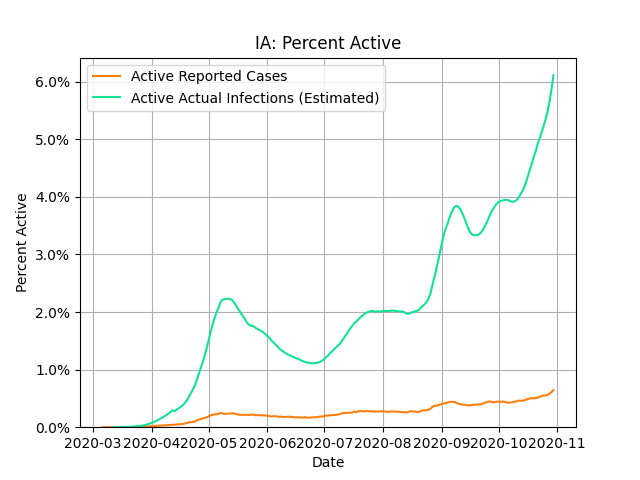 IA: Percent Active
Active Reported Cases
Active Actual Infections (Estimated)
6.0%
5.0%
4.0%
3.0%
2.0%
1.0%
0.0%
Percent Active
2020-03 2020-04 2020-05 2020-06 2020-07 2020-08 2020-09 2020-10 2020-11
Date